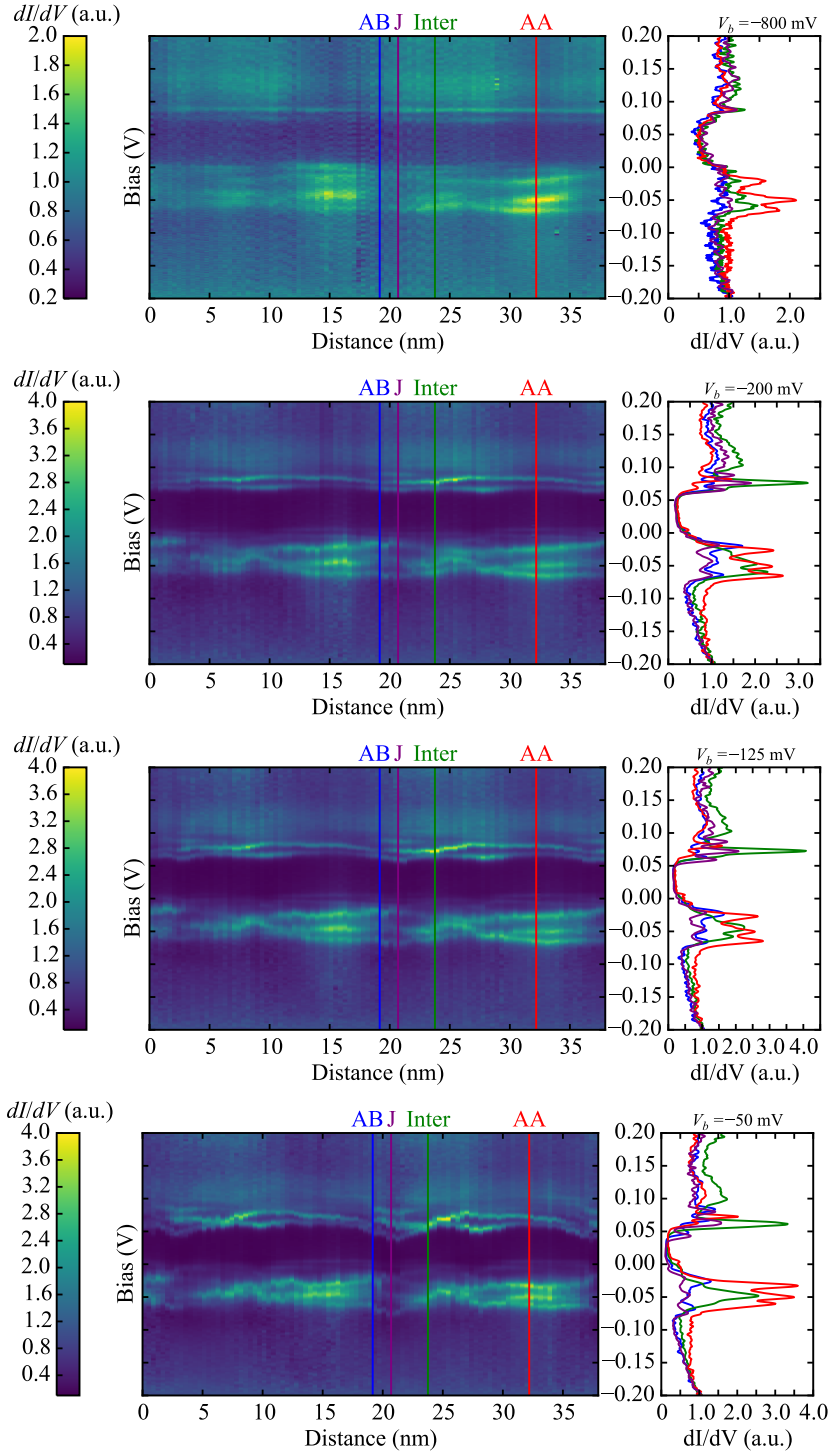 dI/dV (a.u.)
AB J Inter AA
V_b =−800 mV
2.0
1.8
1.6
1.4
1.2
1.0
0.8
0.6
0.4
0.2
Bias (V)
0 5 10 15 20 25 30 35
Distance (nm)
0.20
0.15
0.10
0.05
0.00
−0.05
−0.10
−0.15
−0.20
1.0 2.0
dI/dV (a.u.)
dI/dV (a.u.)
AB J Inter AA
V_b =−200 mV
4.0
3.6
3.2
2.8
2.4
2.0
1.6
1.2
0.8
0.4
Bias (V)
0 5 10 15 20 25 30 35
Distance (nm)
0.20
0.15
0.10
0.05
0.00
−0.05
−0.10
−0.15
−0.20
1.0 2.0 3.0
dI/dV (a.u.)
dI/dV (a.u.)
AB J Inter AA
V_b =−125 mV
4.0
3.6
3.2
2.8
2.4
2.0
1.6
1.2
0.8
0.4
Bias (V)
0 5 10 15 20 25 30 35
Distance (nm)
0.20
0.15
0.10
0.05
0.00
−0.05
−0.10
−0.15
−0.20
1.0 2.0 3.0 4.0
dI/dV (a.u.)
dI/dV (a.u.)
AB J Inter AA
V_b =−50 mV
4.0
3.6
3.2
2.8
2.4
2.0
1.6
1.2
0.8
0.4
Bias (V)
0 5 10 15 20 25 30 35
Distance (nm)
0.20
0.15
0.10
0.05
0.00
−0.05
−0.10
−0.15
−0.20
0 1.0 2.0 3.0 4.0
dI/dV (a.u.)